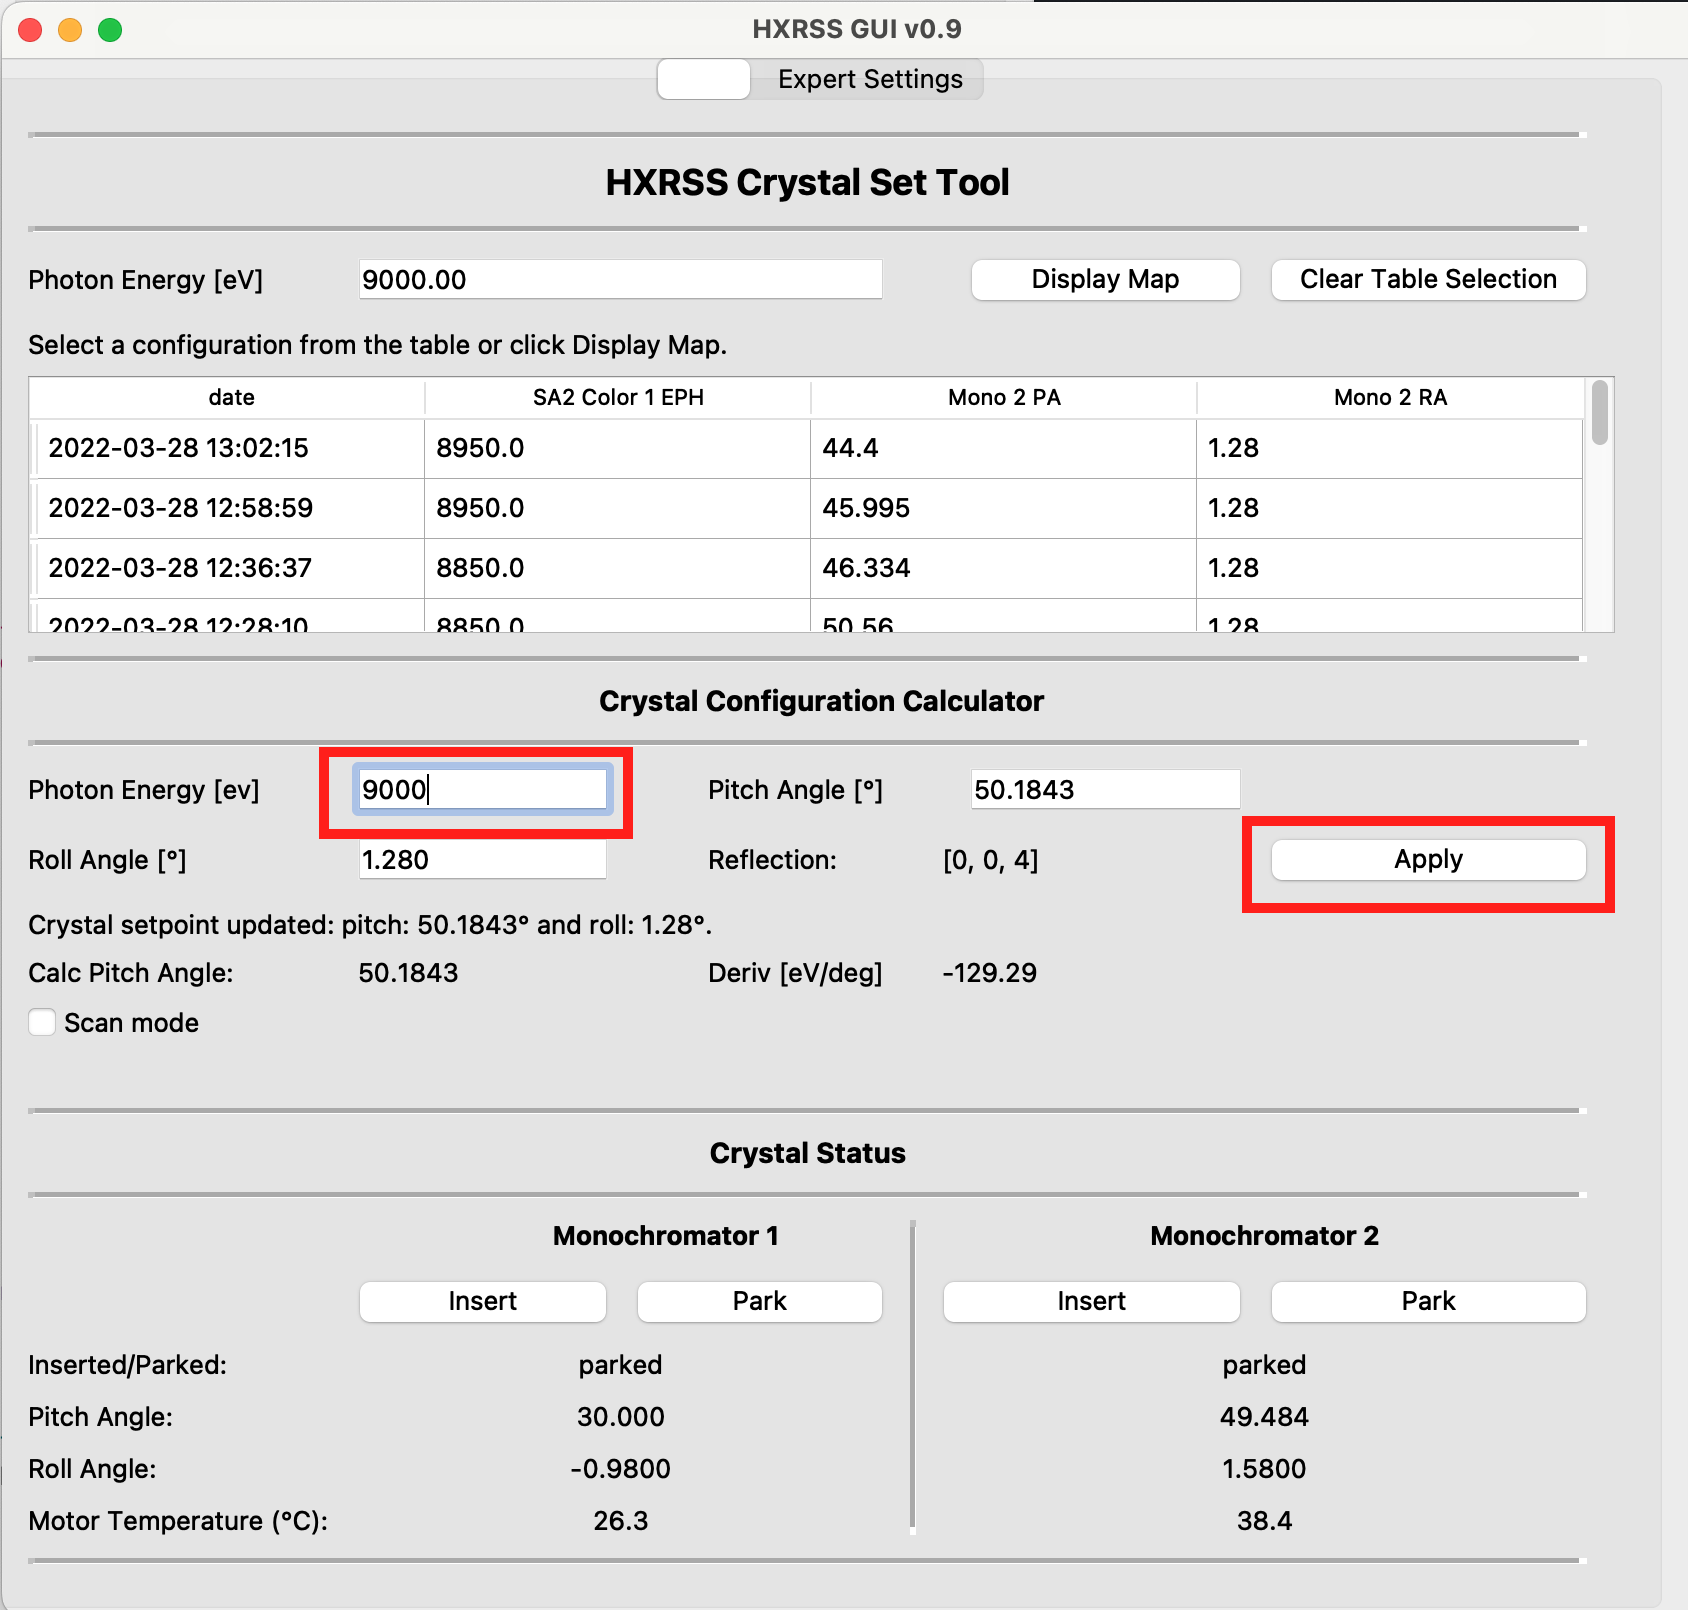 HXRSS GUI v0.9
Expert Settings
HXRSS Crystal Set Tool
Photon Energy [eV] 9000.00 Display Map Clear Table Selection
Select a configuration from the table or click Display Map.
date SA2 Color 1 EPH Mono 2 PA Mono 2 RA
2022-03-28 13:02:15 8950.0 44.4 1.28
2022-03-28 12:58:59 8950.0 45.995 1.28
2022-03-28 12:36:37 8850.0 46.334 1.28
2022-03-28 12:28:10 8850.0 50.56 1.28
Crystal Configuration Calculator
Photon Energy [ev] 9000 Pitch Angle [°] 50.1843
Roll Angle [°] 1.280 Reflection: [0, 0, 4] Apply
Crystal setpoint updated: pitch: 50.1843° and roll: 1.28°.
Calc Pitch Angle: 50.1843 Deriv [eV/deg] -129.29
Scan mode
Crystal Status
Monochromator 1 Monochromator 2
Insert Park Insert Park
Inserted/Parked: parked parked
Pitch Angle: 30.000 49.484
Roll Angle: -0.9800 1.5800
Motor Temperature (°C): 26.3 38.4